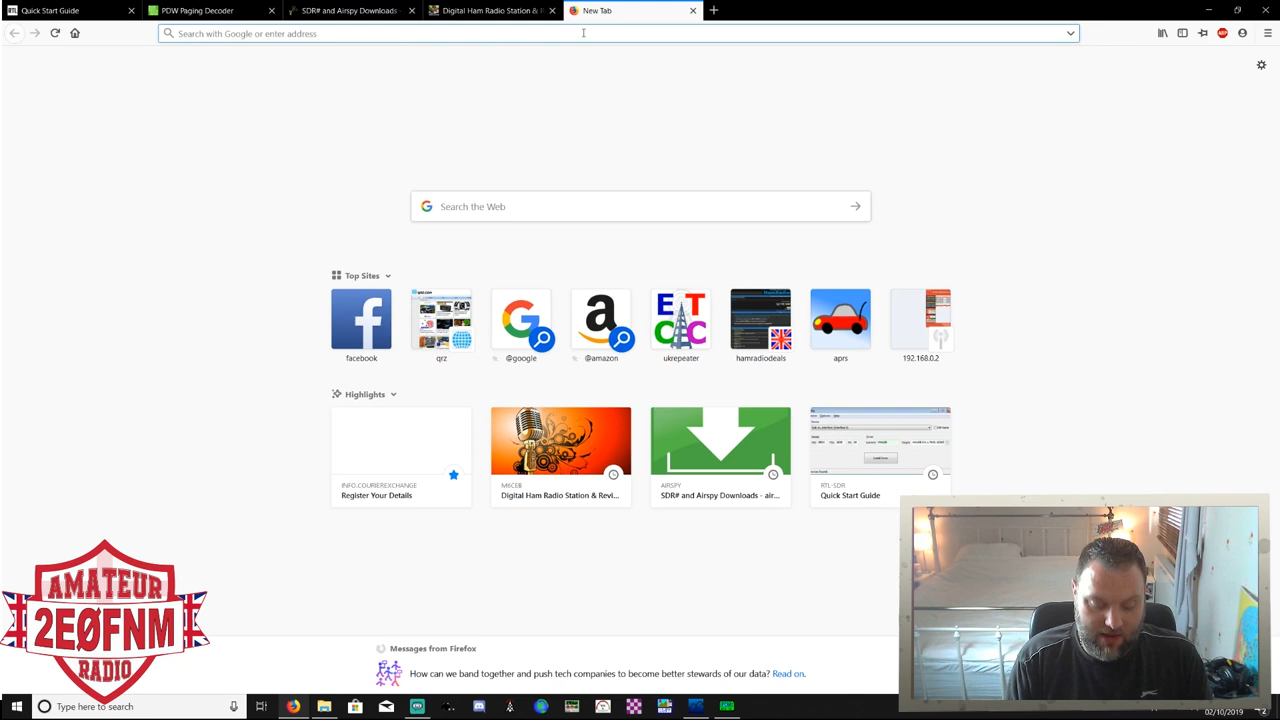 RTL Quick Start Guide
PDW Paging Decoder
SDR# and Airspy Downloads -
Digital Ham Radio Station & R
New Tab
Search with Google or enter address
ABP
Search the Web
Top Sites
facebook
qrz
@google
@amazon
E T
C C
ukrepeater
hamradiodeals
aprs
192.168.0.2
Highlights
INFO.COURIEREXCHANGE
Register Your Details
M6CEB
Digital Ham Radio Station & Revi...
AIRSPY
SDR# and Airspy Downloads - air...
RTL-SDR
Quick Start Guide
AMATEUR
2EØFNM
RADIO
Messages from Firefox
How can we band together and push tech companies to become better stewards of our data? Read on.
Type here to search
02/10/2019